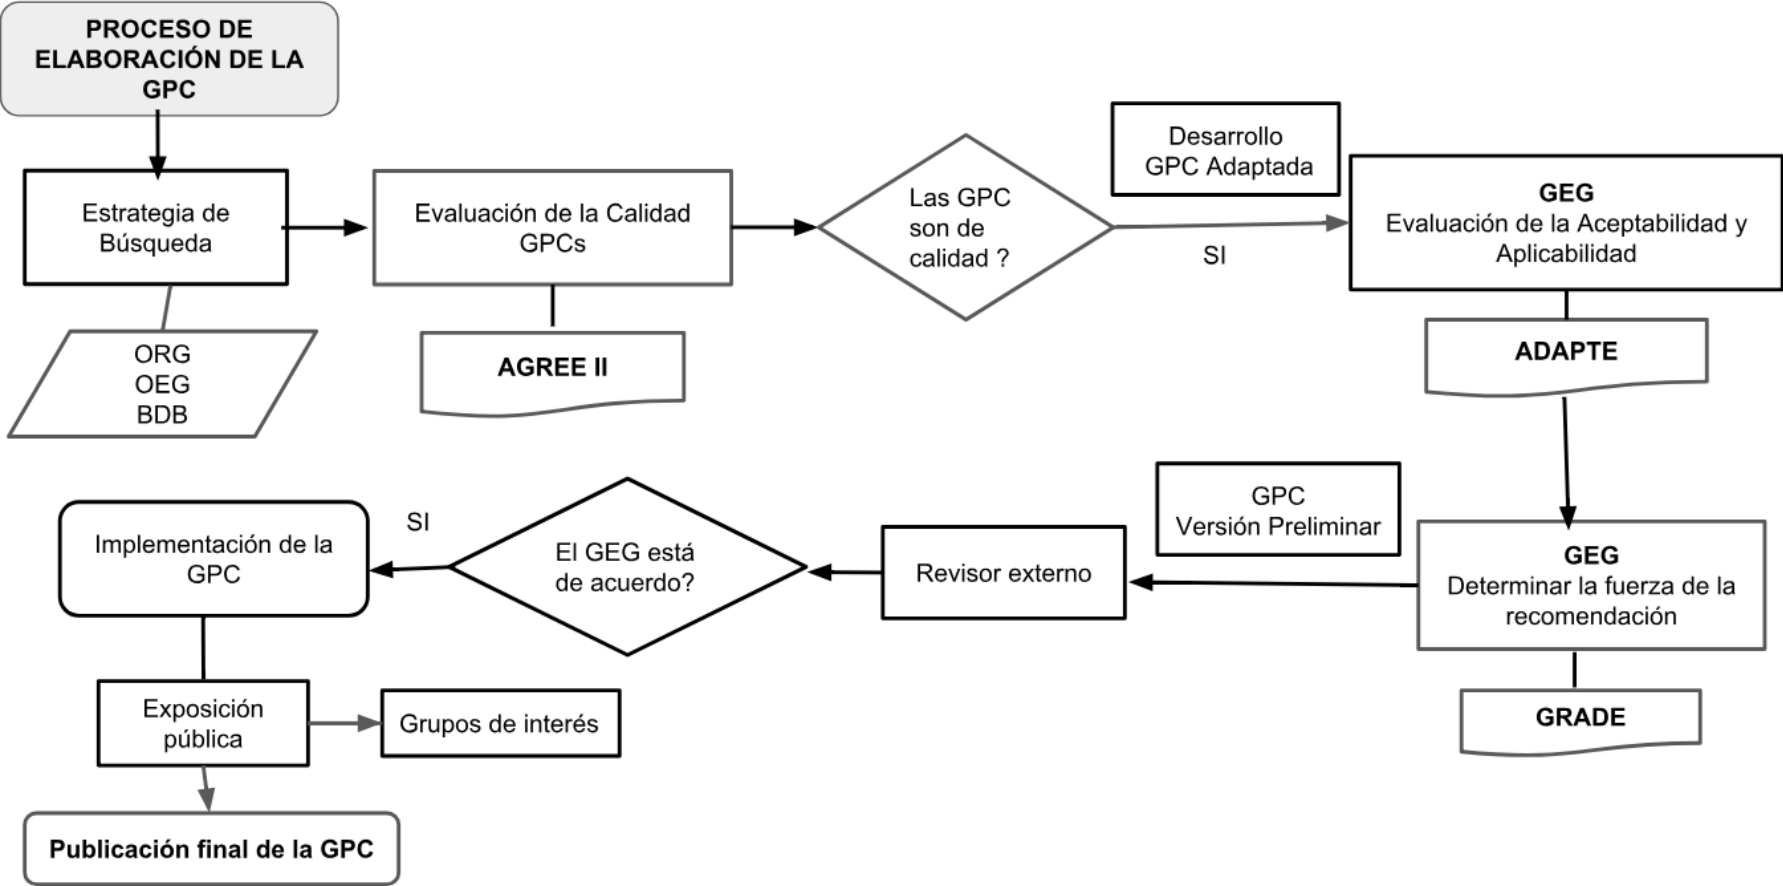 PROCESO DE
ELABORACIÓN DE LA
GPC
Estrategia de
Búsqueda
ORG
OEG
BDB
Evaluación de la Calidad
GPCs
AGREE II
Las GPC
son de
calidad ?
SI
Desarrollo
GPC Adaptada
GEG
Evaluación de la Aceptabilidad y
Aplicabilidad
ADAPTE
GEG
Determinar la fuerza de la
recomendación
GRADE
GPC
Versión Preliminar
Revisor externo
El GEG está
de acuerdo?
SI
Implementación de la
GPC
Exposición
pública
Grupos de interés
Publicación final de la GPC